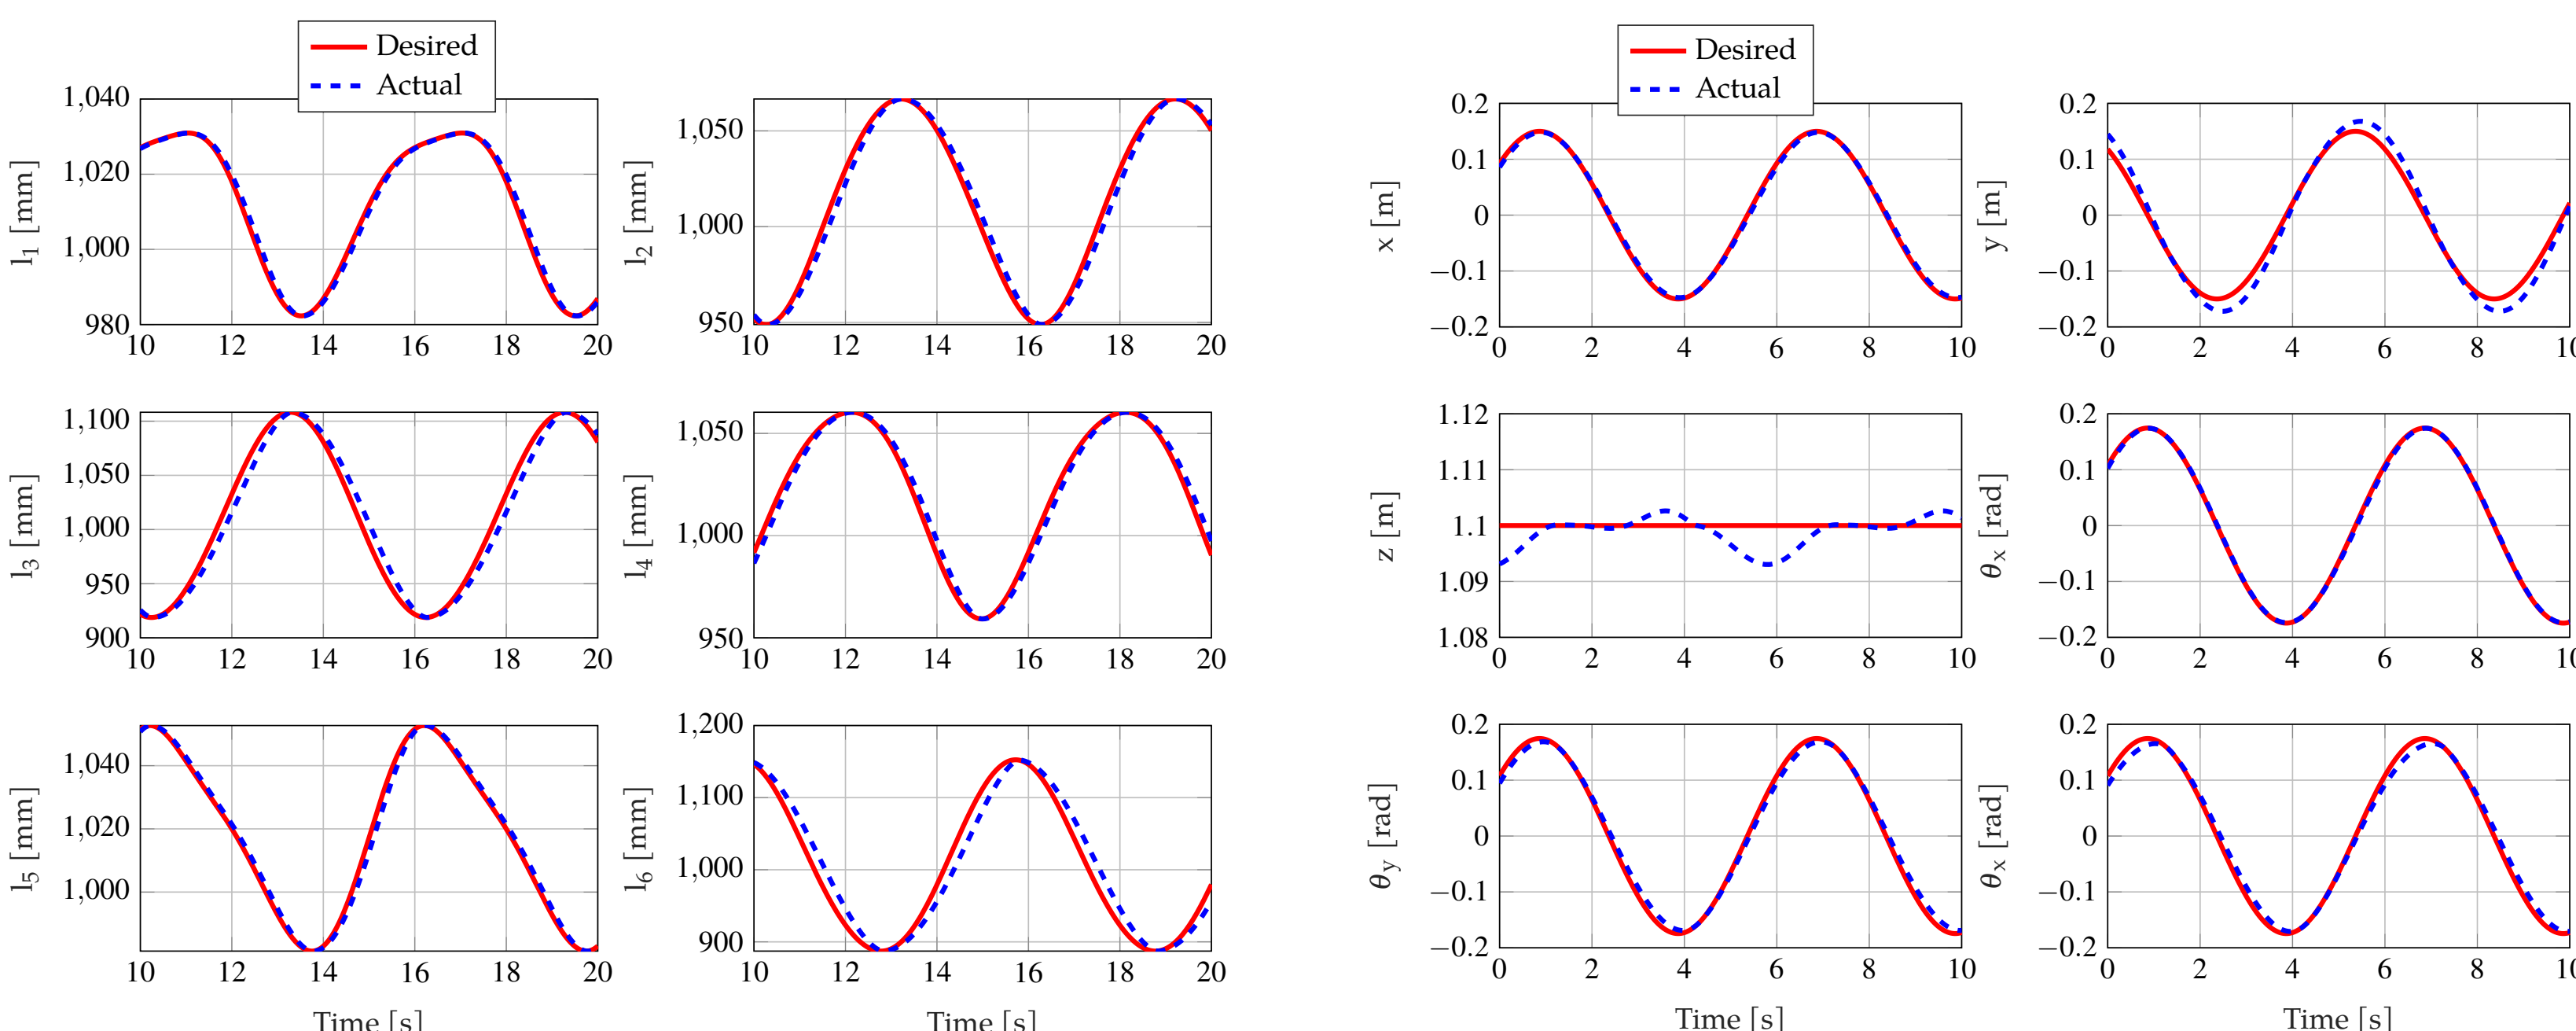 Desired
Actual
Desired
Actual
1,040
1,020
1,000
980
l1 [mm]
10 12 14 16 18 20
1,050
1,000
950
l2 [mm]
10 12 14 16 18 20
0.2
0.1
0
−0.1
−0.2
x [m]
0 2 4 6 8 10
0.2
0.1
0
−0.1
−0.2
y [m]
0 2 4 6 8 10
1,100
1,050
1,000
950
900
l3 [mm]
10 12 14 16 18 20
1,050
1,000
950
l4 [mm]
10 12 14 16 18 20
1.12
1.11
1.1
1.09
1.08
z [m]
0 2 4 6 8 10
0.2
0.1
0
−0.1
−0.2
θx [rad]
0 2 4 6 8 10
1,040
1,020
1,000
l5 [mm]
10 12 14 16 18 20
Time [s]
1,200
1,100
1,000
900
l6 [mm]
10 12 14 16 18 20
Time [s]
0.2
0.1
0
−0.1
−0.2
θy [rad]
0 2 4 6 8 10
Time [s]
0.2
0.1
0
−0.1
−0.2
θx [rad]
0 2 4 6 8 10
Time [s]